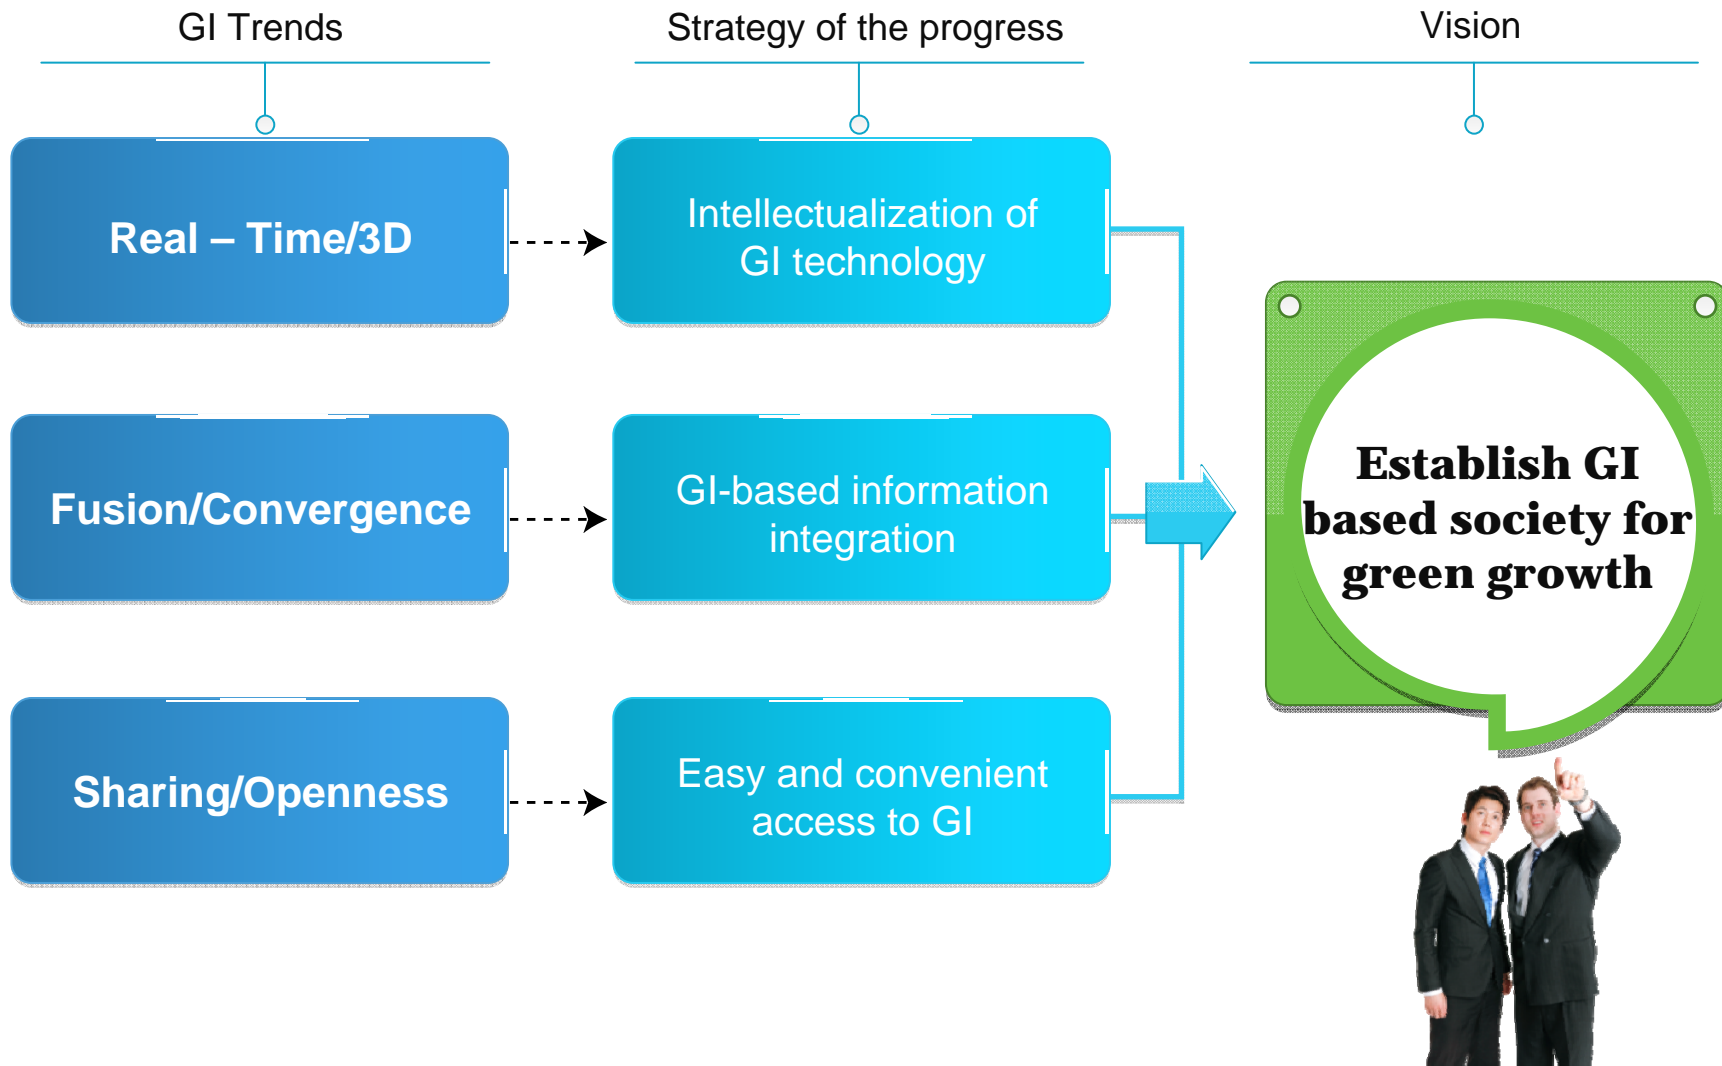 GI Trends
Strategy of the progress
Vision
Real – Time/3D
Intellectualization of
GI technology
Fusion/Convergence
GI-based information
integration
Establish GI
based society for
green growth
Sharing/Openness
Easy and convenient
access to GI